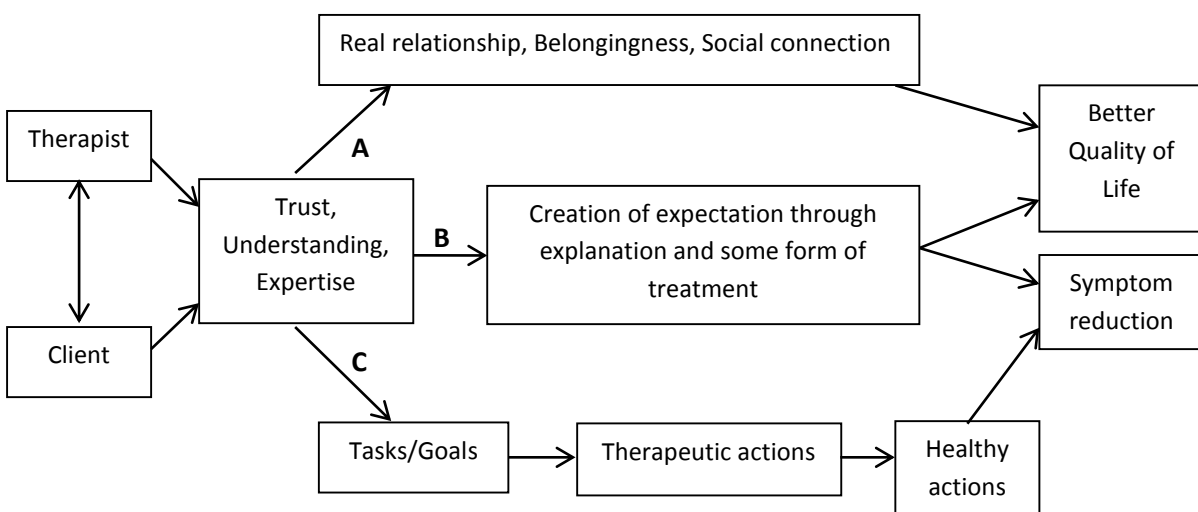 Real relationship, Belongingness, Social connection
Therapist
Client
Trust,
Understanding,
Expertise
A
B
C
Creation of expectation through
explanation and some form of
treatment
Tasks/Goals
Therapeutic actions
Healthy
actions
Better
Quality of
Life
Symptom
reduction